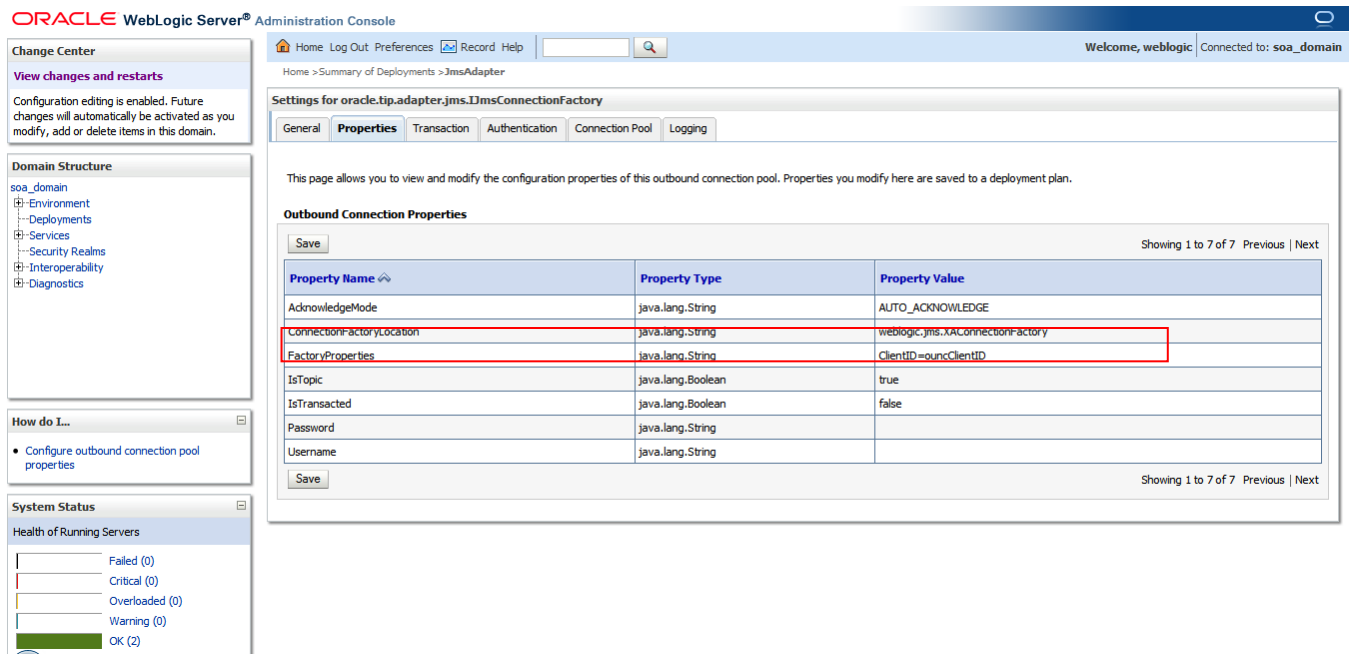 ORACLE WebLogic Server® Administration Console
Change Center
View changes and restarts
Configuration editing is enabled. Future
changes will automatically be activated as you
modify, add or delete items in this domain.
Domain Structure
soa_domain
Environment
Deployments
Services
Security Realms
Interoperability
Diagnostics
How do I...
Configure outbound connection pool
properties
System Status
Health of Running Servers
Failed (0)
Critical (0)
Overloaded (0)
Warning (0)
OK (2)
Home Log Out Preferences Record Help
Welcome, weblogic Connected to: soa_domain
Home >Summary of Deployments >JmsAdapter
Settings for oracle.tip.adapter.jms.IJmsConnectionFactory
General Properties Transaction Authentication Connection Pool Logging
This page allows you to view and modify the configuration properties of this outbound connection pool. Properties you modify here are saved to a deployment plan.
Outbound Connection Properties
Save Showing 1 to 7 of 7 Previous | Next
Property Name Property Type Property Value
AcknowledgeMode java.lang.String AUTO_ACKNOWLEDGE
ConnectionFactoryLocation java.lang.String weblogic.jms.XAConnectionFactory
FactoryProperties java.lang.String ClientID=ouncClientID
IsTopic java.lang.Boolean true
IsTransacted java.lang.Boolean false
Password java.lang.String
Username java.lang.String
Save Showing 1 to 7 of 7 Previous | Next